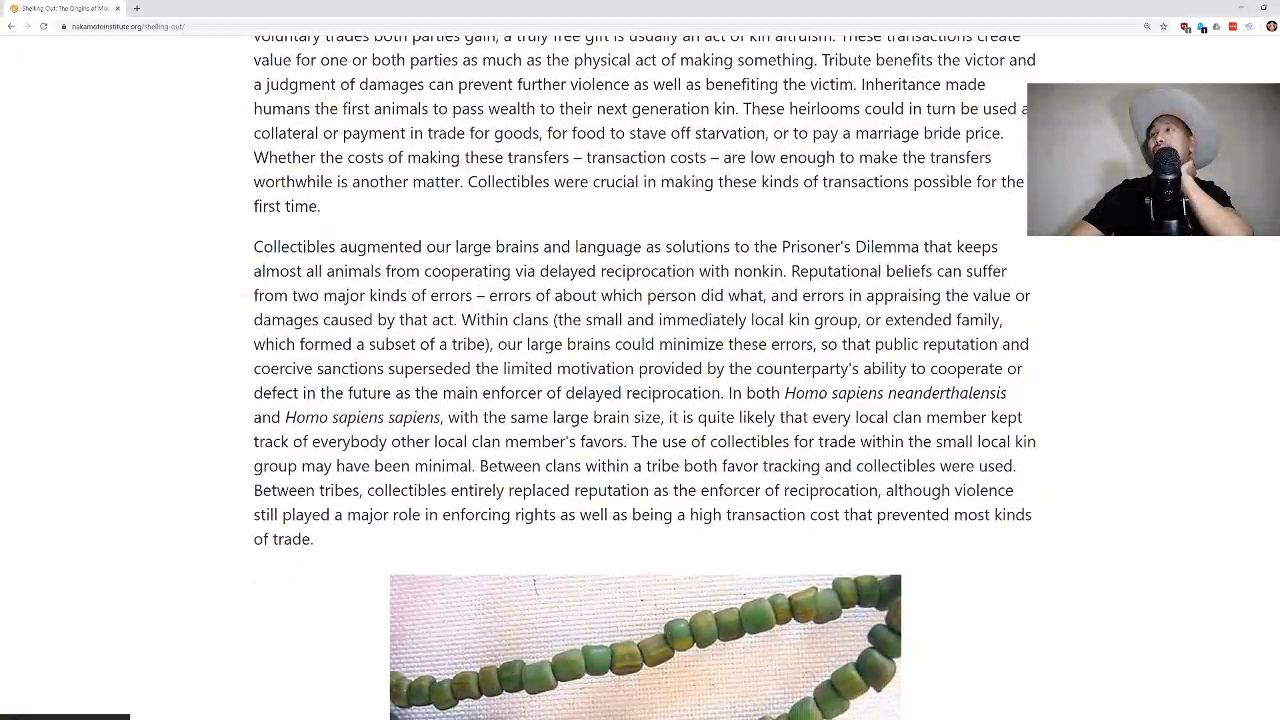 Shelling Out: The Origins of Mo
nakamotoinstitute.org/shelling-out/
voluntary trades both parties gain, a truly free gift is usually an act of kin altruism. These transactions create
value for one or both parties as much as the physical act of making something. Tribute benefits the victor and
a judgment of damages can prevent further violence as well as benefiting the victim. Inheritance made
humans the first animals to pass wealth to their next generation kin. These heirlooms could in turn be used a
collateral or payment in trade for goods, for food to stave off starvation, or to pay a marriage bride price.
Whether the costs of making these transfers – transaction costs – are low enough to make the transfers
worthwhile is another matter. Collectibles were crucial in making these kinds of transactions possible for the
first time.
Collectibles augmented our large brains and language as solutions to the Prisoner's Dilemma that keeps
almost all animals from cooperating via delayed reciprocation with nonkin. Reputational beliefs can suffer
from two major kinds of errors – errors of about which person did what, and errors in appraising the value or
damages caused by that act. Within clans (the small and immediately local kin group, or extended family,
which formed a subset of a tribe), our large brains could minimize these errors, so that public reputation and
coercive sanctions superseded the limited motivation provided by the counterparty's ability to cooperate or
defect in the future as the main enforcer of delayed reciprocation. In both Homo sapiens neanderthalensis
and Homo sapiens sapiens, with the same large brain size, it is quite likely that every local clan member kept
track of everybody other local clan member's favors. The use of collectibles for trade within the small local kin
group may have been minimal. Between clans within a tribe both favor tracking and collectibles were used.
Between tribes, collectibles entirely replaced reputation as the enforcer of reciprocation, although violence
still played a major role in enforcing rights as well as being a high transaction cost that prevented most kinds
of trade.